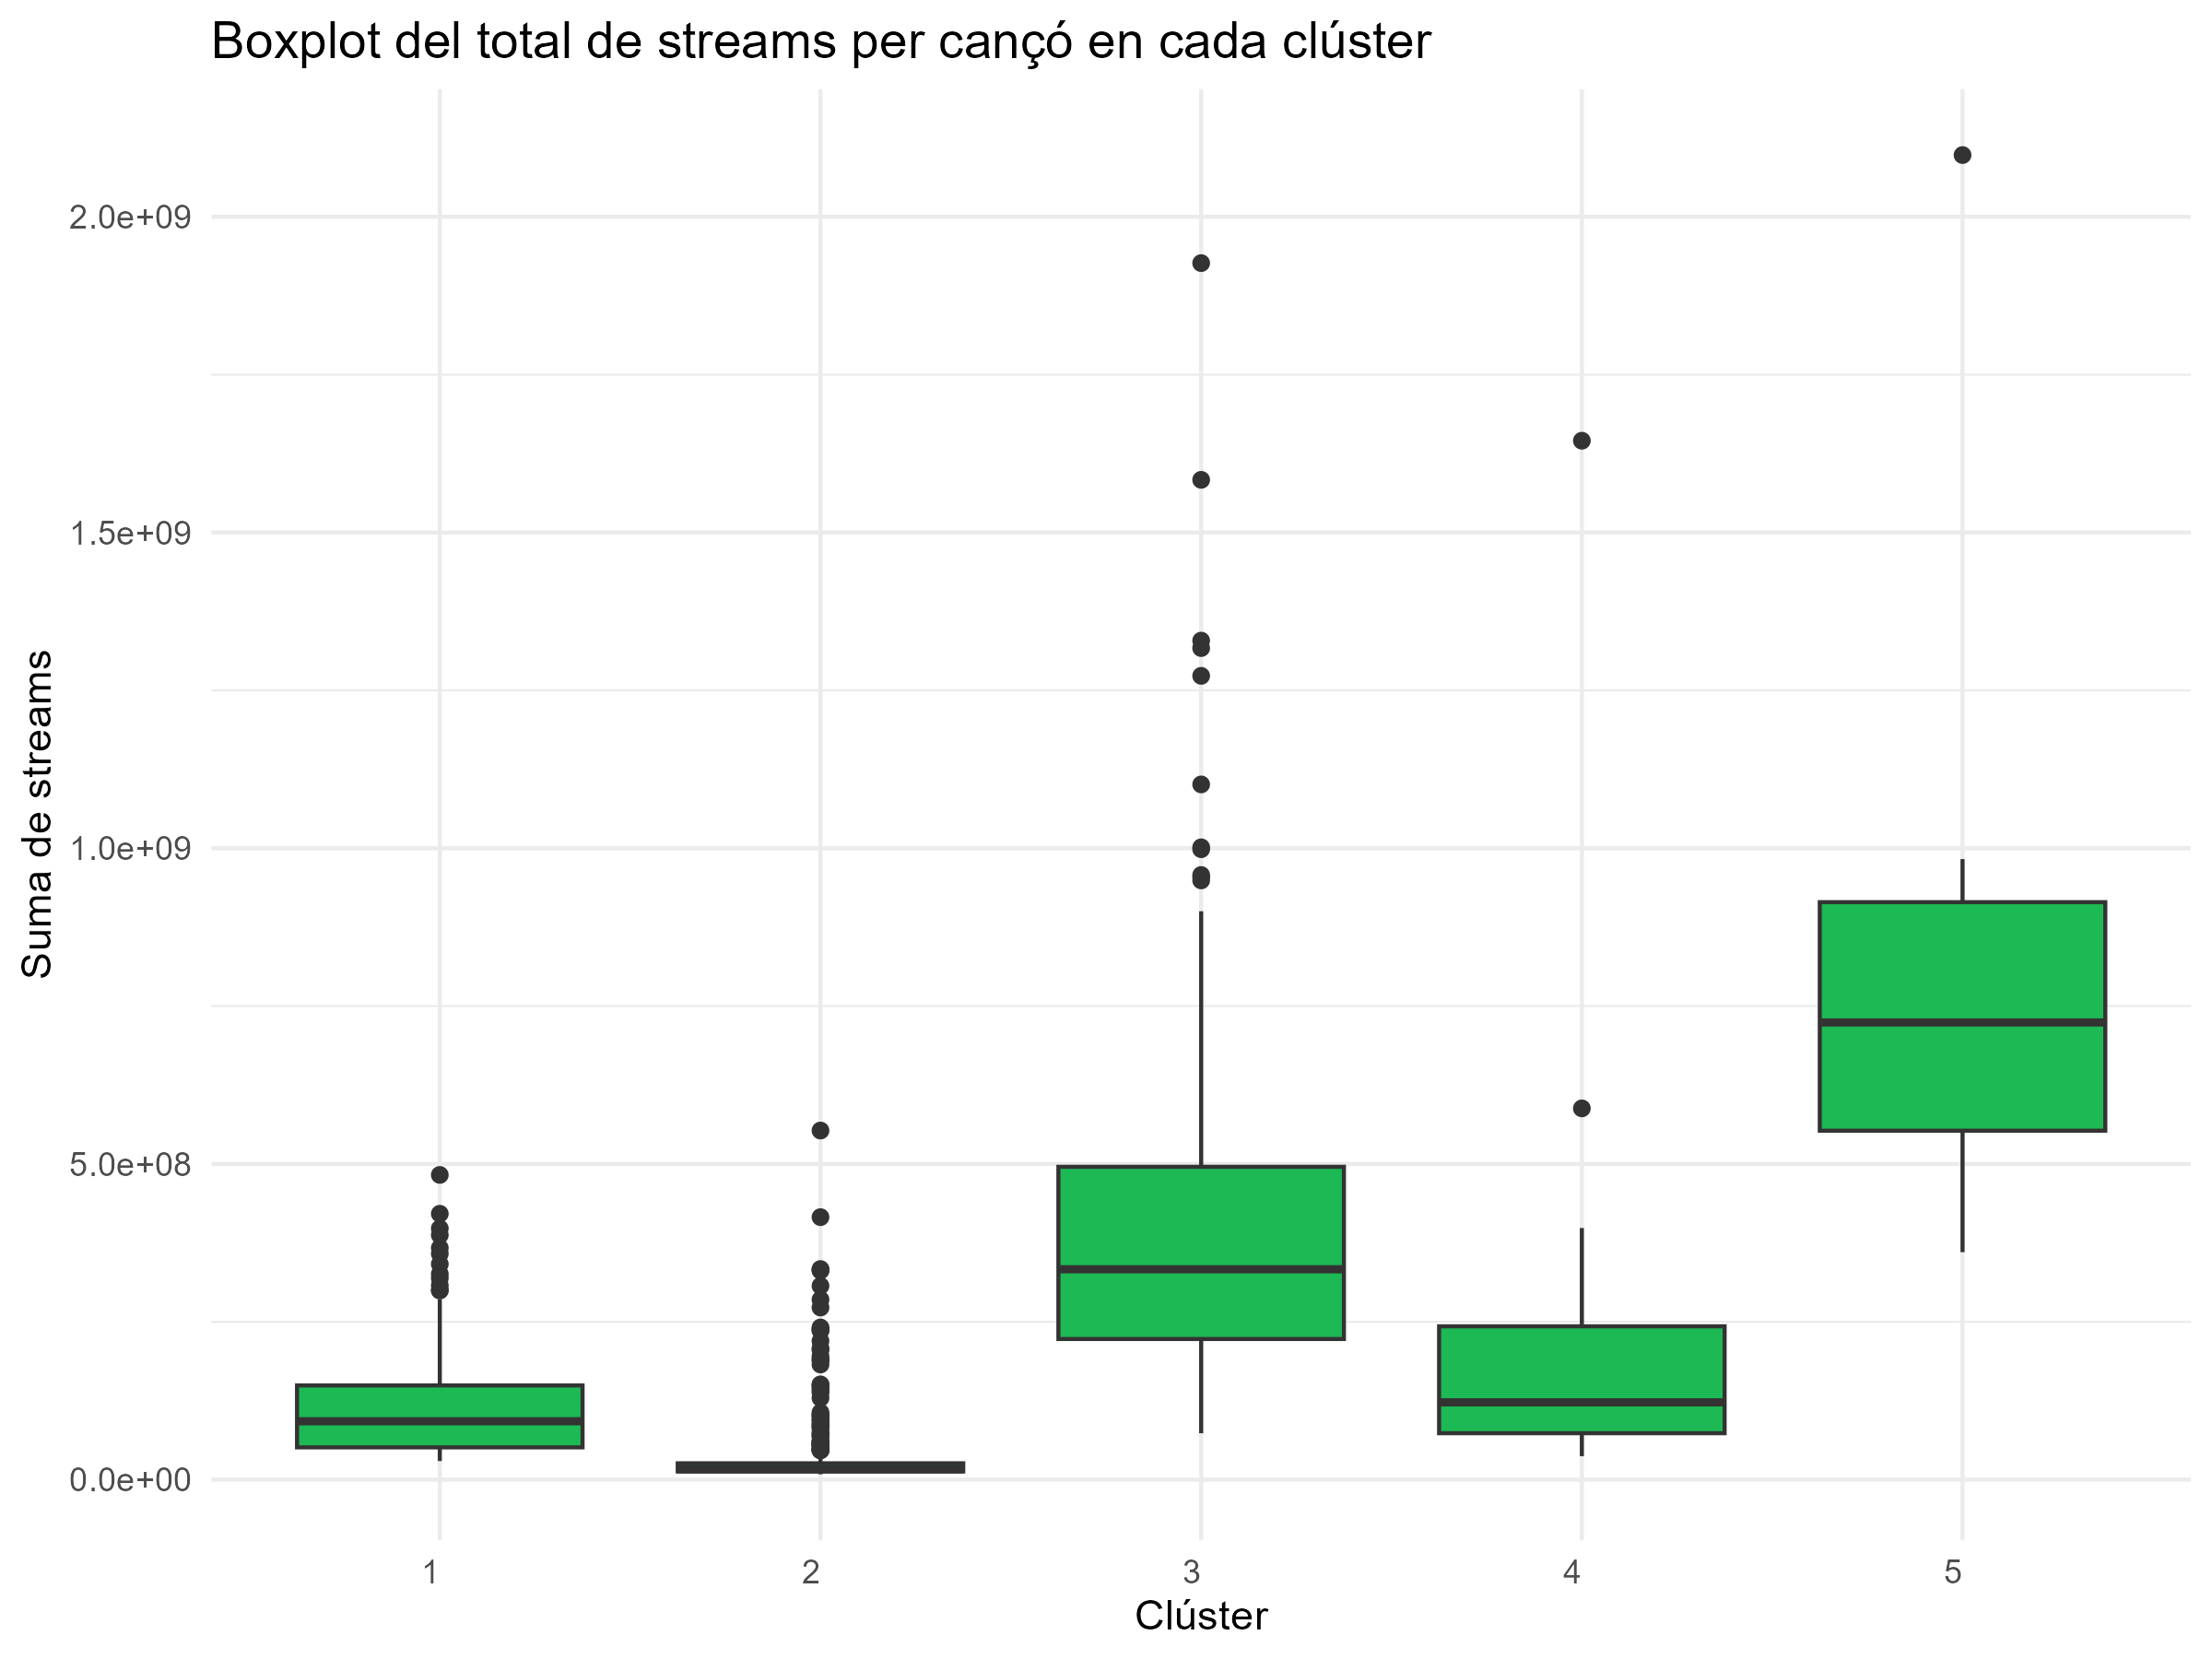 Boxplot del total de streams per cançó en cada clúster
Suma de streams
2.0e+09
1.5e+09
1.0e+09
5.0e+08
0.0e+00
1 2 3 4 5
Clúster